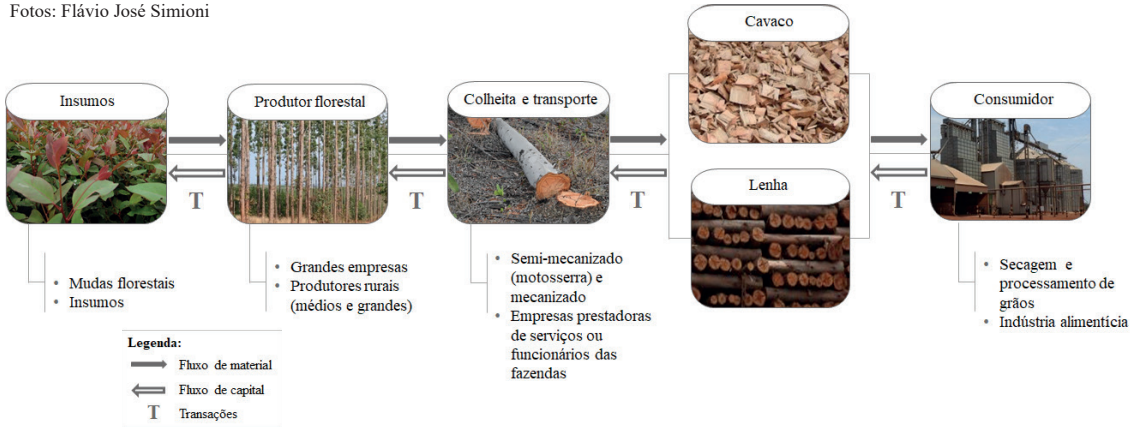 Fotos: Flávio José Simioni
Insumos
Produtor florestal
Colheita e transporte
Cavaco
Lenha
Consumidor
T
T
T
T
• Mudas florestais
• Insumos
• Grandes empresas
• Produtores rurais
(médios e grandes)
• Semi-mecanizado
(motosserra) e
mecanizado
• Empresas prestadoras
de serviços ou
funcionários das
fazendas
• Secagem e
processamento de
grãos
• Indústria alimentícia
Legenda:
Fluxo de material
Fluxo de capital
T Transações